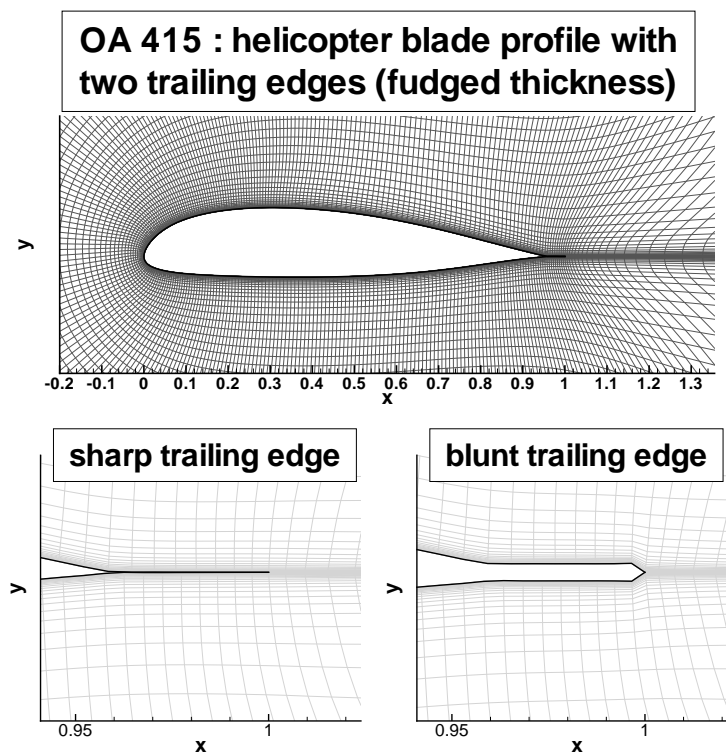 OA 415 : helicopter blade profile with
two trailing edges (fudged thickness)
y
-0.2 -0.1 0 0.1 0.2 0.3 0.4 0.5 0.6 0.7 0.8 0.9 1 1.1 1.2 1.3
x
sharp trailing edge
y
0.95 1
x
blunt trailing edge
y
0.95 1
x